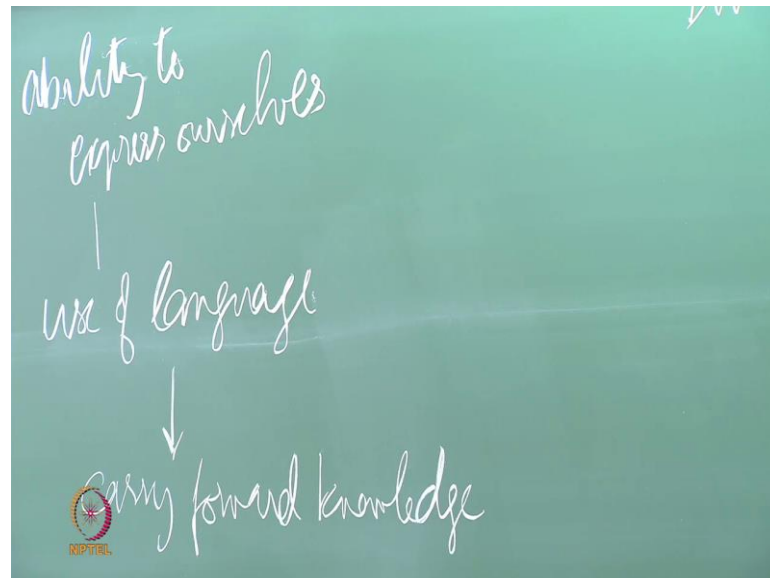 ability to
express ourselves
use of language
carry forward knowledge
NPTEL